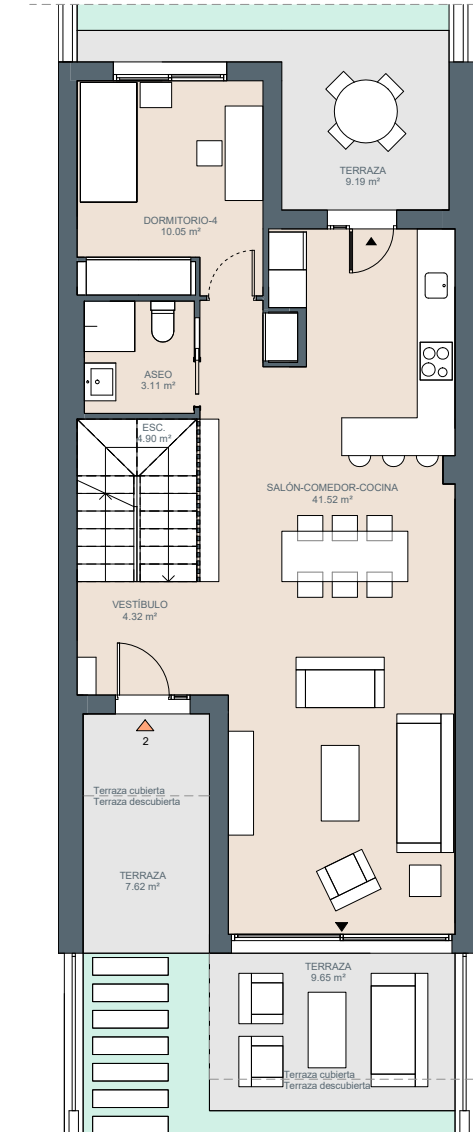 TERRAZA
9.19 m²
DORMITORIO-4
10.05 m²
ASEO
3.11 m²
ESC.
4.90 m²
SALÓN-COMEDOR-COCINA
41.52 m²
VESTÍBULO
4.32 m²
2
Terraza cubierta
Terraza descubierta
TERRAZA
7.62 m²
TERRAZA
9.65 m²
Terraza cubierta
Terraza descubierta